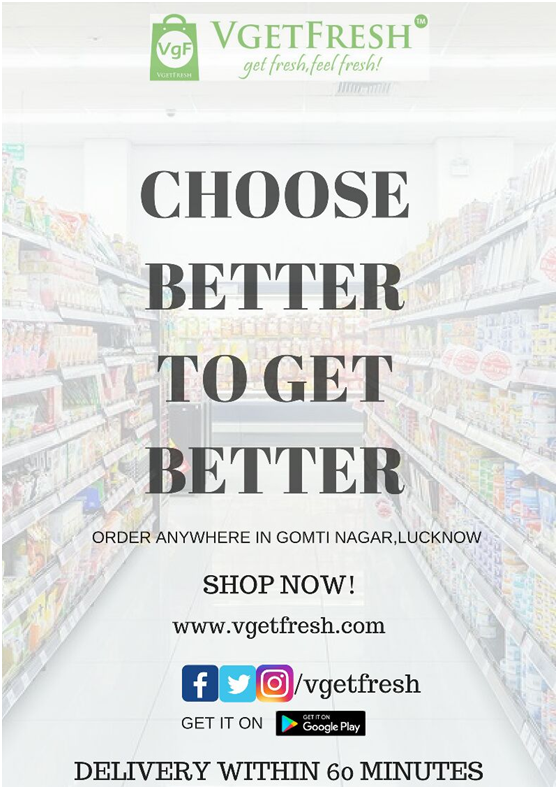 VgF
VGETFRESH
VGETFRESH™
get fresh,feel fresh!
CHOOSE
BETTER
TO GET
BETTER
ORDER ANYWHERE IN GOMTI NAGAR,LUCKNOW
SHOP NOW!
www.vgetfresh.com
/vgetfresh
GET IT ON
GET IT ON
Google Play
DELIVERY WITHIN 60 MINUTES